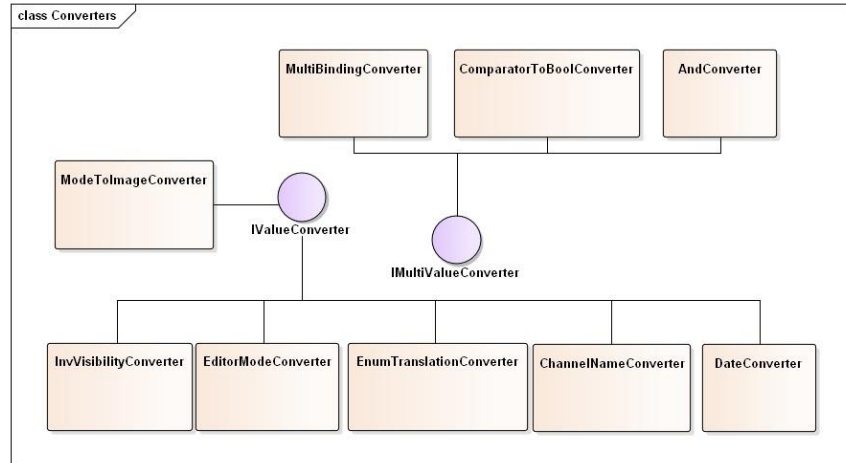 class Converters
MultiBindingConverter
ComparatorToBoolConverter
AndConverter
ModeToImageConverter
IValueConverter
IMultiValueConverter
InvVisibilityConverter
EditorModeConverter
EnumTranslationConverter
ChannelNameConverter
DateConverter